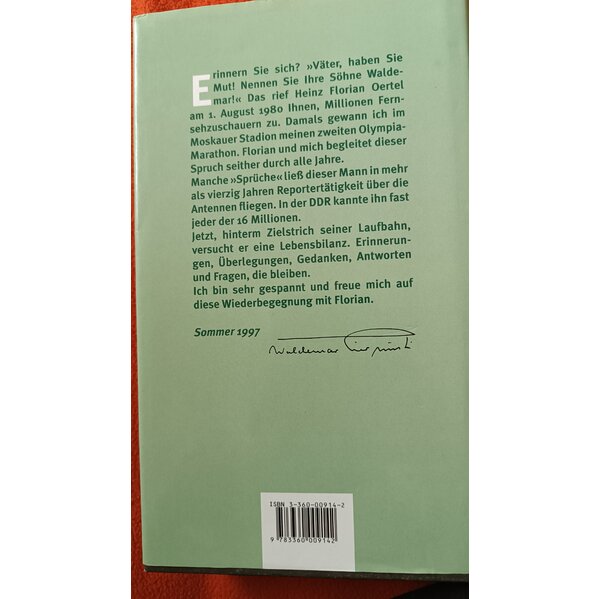 Erinnern Sie sich? »Väter, haben Sie
Mut! Nennen Sie Ihre Söhne Walde-
mar!« Das rief Heinz Florian Oertel
am 1. August 1980 Ihnen, Millionen Fern-
sehzuschauern zu. Damals gewann ich im
Moskauer Stadion meinen zweiten Olympia-
Marathon. Florian und mich begleitet dieser
Spruch seither durch alle Jahre.
Manche »Sprüche« ließ dieser Mann in mehr
als vierzig Jahren Reportertätigkeit über die
Antennen fliegen. In der DDR kannte ihn fast
jeder der 16 Millionen.
Jetzt, hinterm Zielstrich seiner Laufbahn,
versucht er eine Lebensbilanz. Erinnerun-
gen, Überlegungen, Gedanken, Antworten
und Fragen, die bleiben.
Ich bin sehr gespannt und freue mich auf
diese Wiederbegegnung mit Florian.
Sommer 1997
Waldemar Cierpinski
ISBN 3-360-00914-2
9 783360 009142